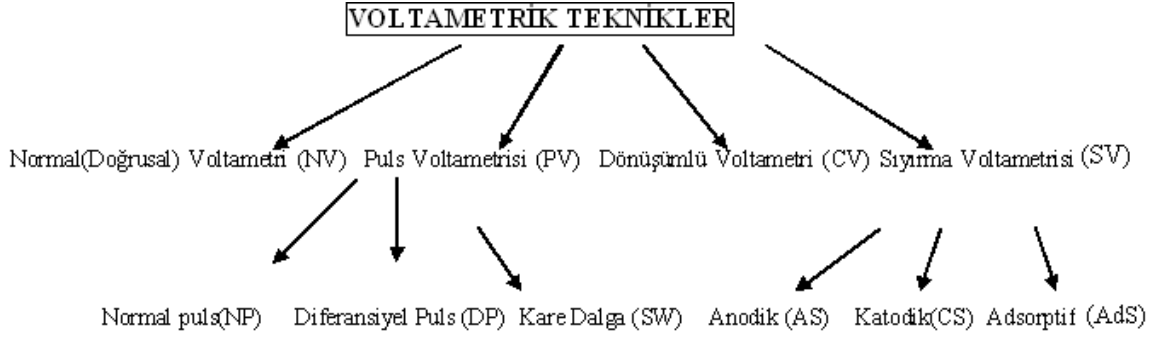 VOLTAMETRİK TEKNİKLER
Normal(Doğrusal) Voltametri (NV) Puls Voltametrisi (PV) Dönüşümlü Voltametri (CV) Sıyırma Voltametrisi (SV)
Normal puls(NP) Diferansiyel Puls (DP) Kare Dalga (SW) Anodik (AS) Katodik(CS) Adsorptif (AdS)